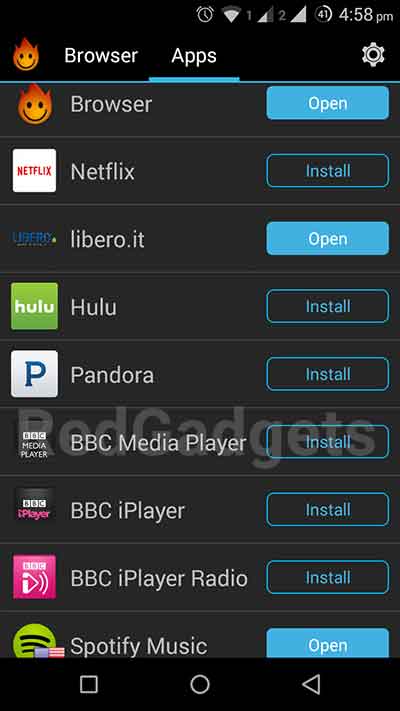 1 2 41 4:58 pm
Browser Apps
Browser Open
NETFLIX Netflix Install
LIBERO libero.it Open
hulu Hulu Install
P Pandora Install
RedGadgets
BBC MEDIA PLAYER BBC Media Player Install
BBC iPlayer BBC iPlayer Install
BBC BBC iPlayer Radio Install
Spotify Music Open